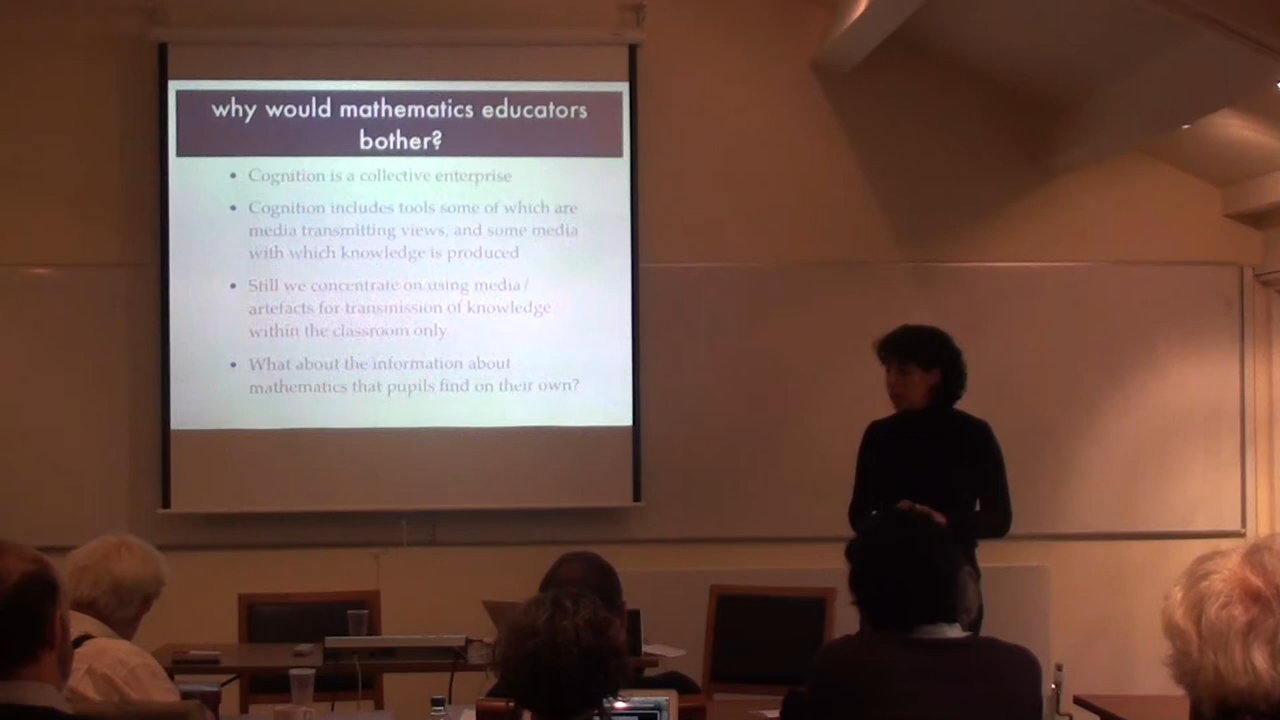 why would mathematics educators
bother?
• Cognition is a collective enterprise
• Cognition includes tools some of which are
media transmitting views, and some media
with which knowledge is produced
• Still we concentrate on using media/
artefacts for transmission of knowledge
within the classroom only
• What about the information about
mathematics that pupils find on their own?